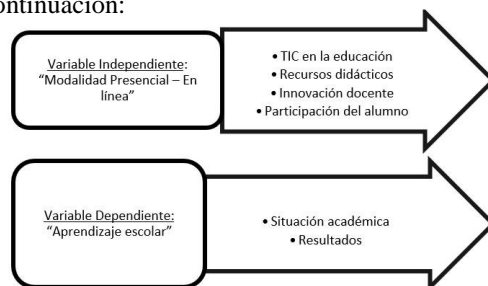 ontinuación:
Variable Independiente:
“Modalidad Presencial – En
línea”
• TIC en la educación
• Recursos didácticos
• Innovación docente
• Participación del alumno
Variable Dependiente:
“Aprendizaje escolar”
• Situación académica
• Resultados